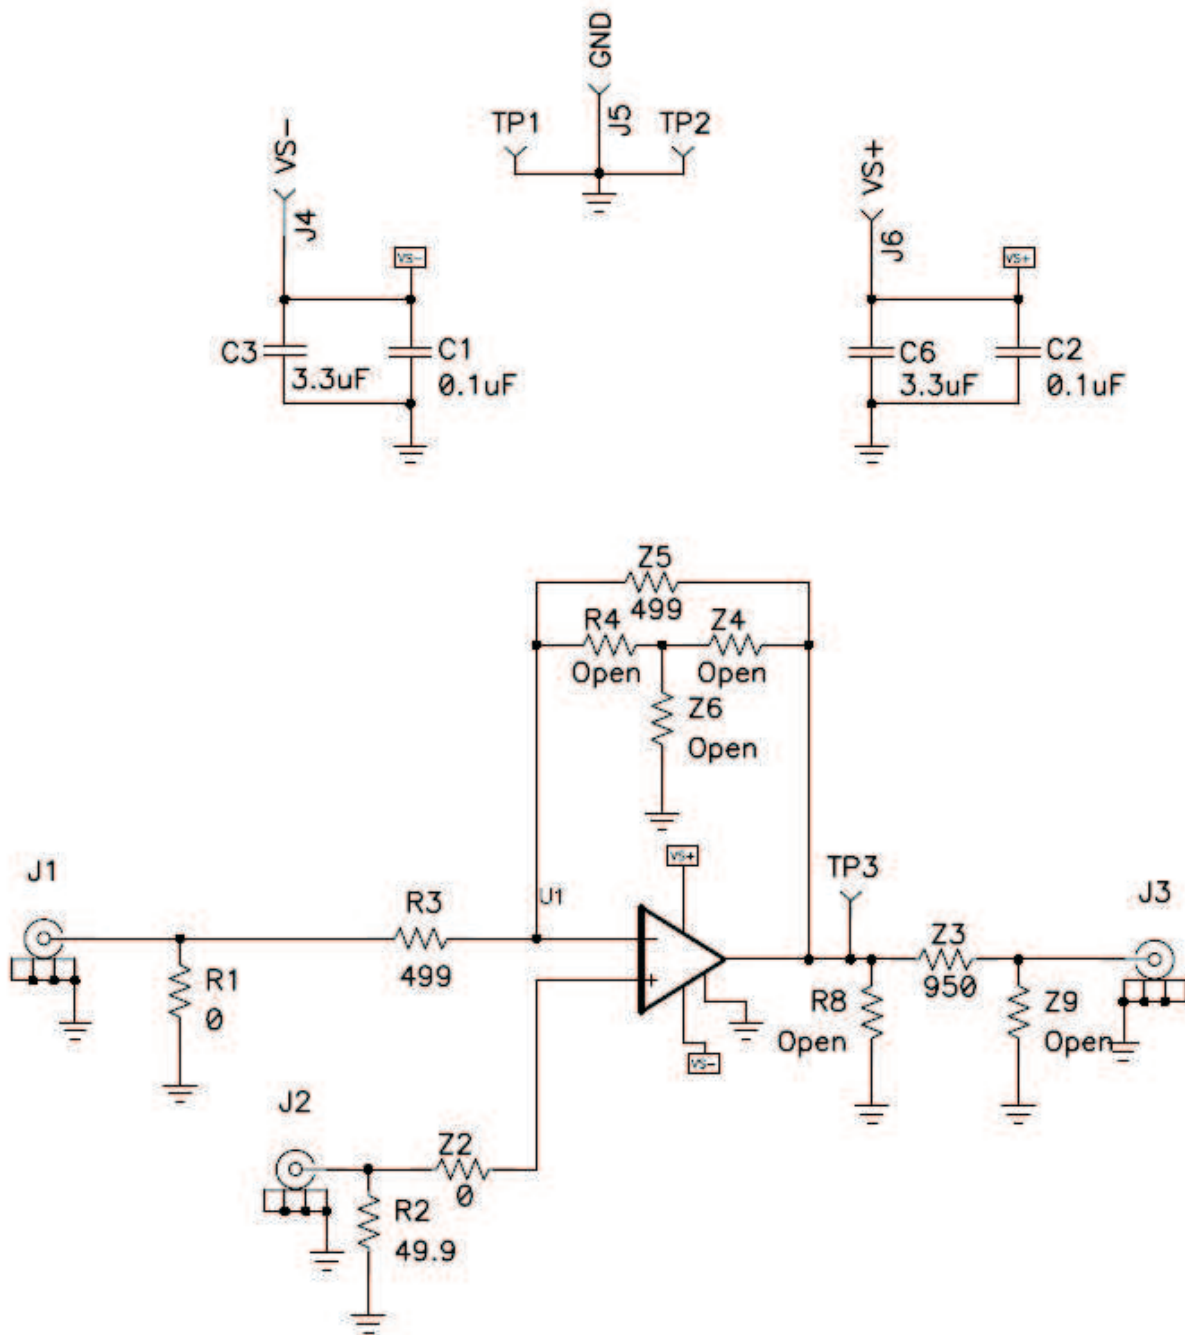 GND
J5
TP1
TP2
VS-
J4
VS-
C3
3.3uF
C1
0.1uF
VS+
J6
VS+
C6
3.3uF
C2
0.1uF
Z5
499
R4
Open
Z4
Open
Z6
Open
VS+
U1
VS-
J1
R1
0
R3
499
TP3
R8
Open
Z3
950
Z9
Open
J3
J2
Z2
0
R2
49.9